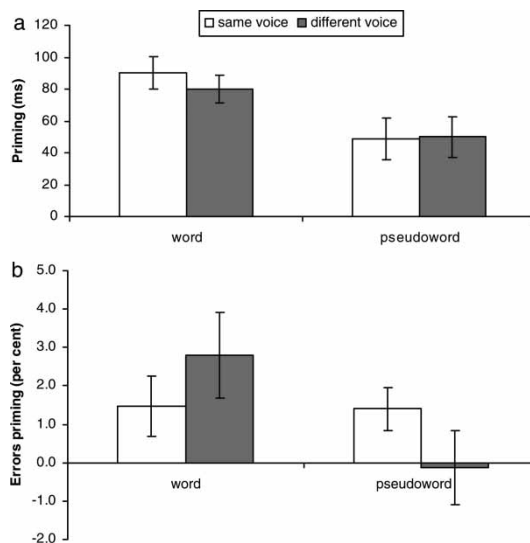 a
same voice different voice
Priming (ms)
120
100
80
60
40
20
0
word pseudoword
b
Errors priming (per cent)
5.0
4.0
3.0
2.0
1.0
0.0
-1.0
-2.0
word pseudoword